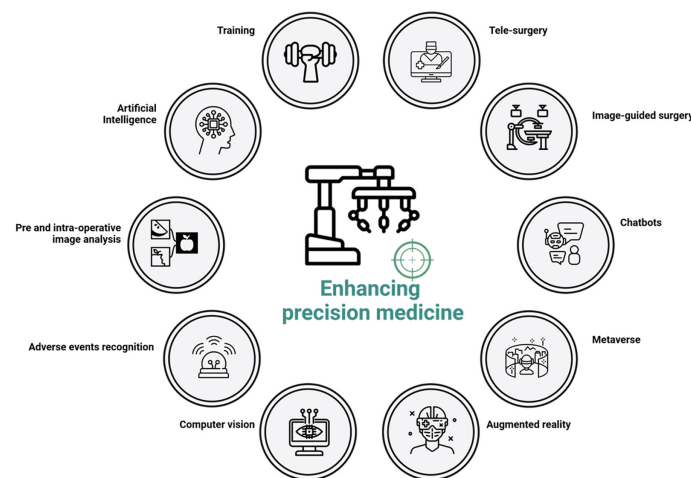 Training
Tele-surgery
Artificial
Intelligence
Image-guided surgery
Pre and intra-operative
image analysis
Chatbots
Enhancing
precision medicine
Adverse events recognition
Metaverse
Computer vision
Augmented reality